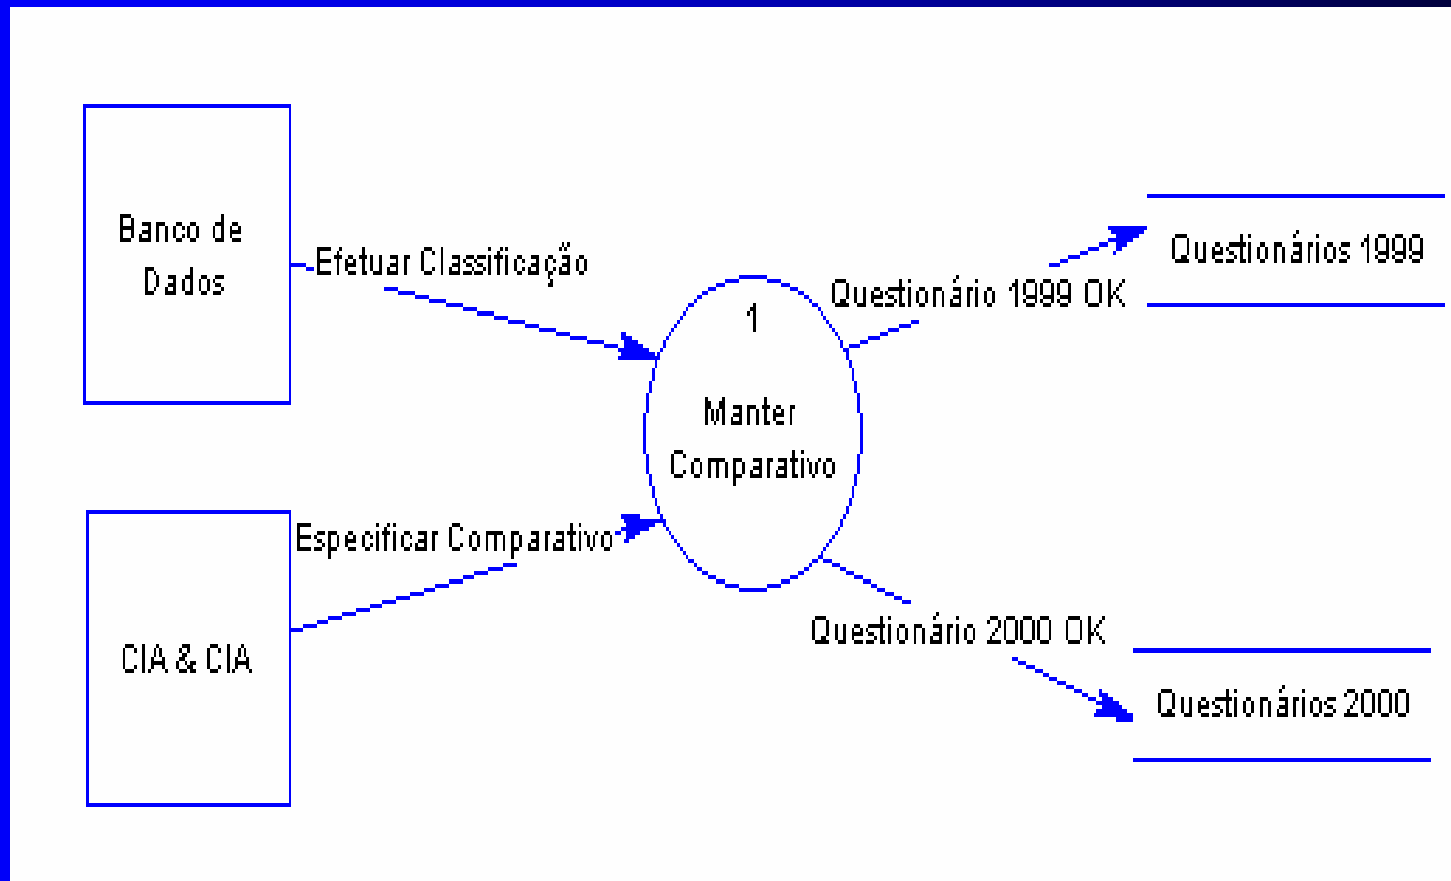 Banco de
Dados
Efetuar Classificação
1
Manter
Comparativo
Questionário 1999 OK
Questionários 1999
CIA & CIA
Especificar Comparativo
Questionário 2000 OK
Questionários 2000